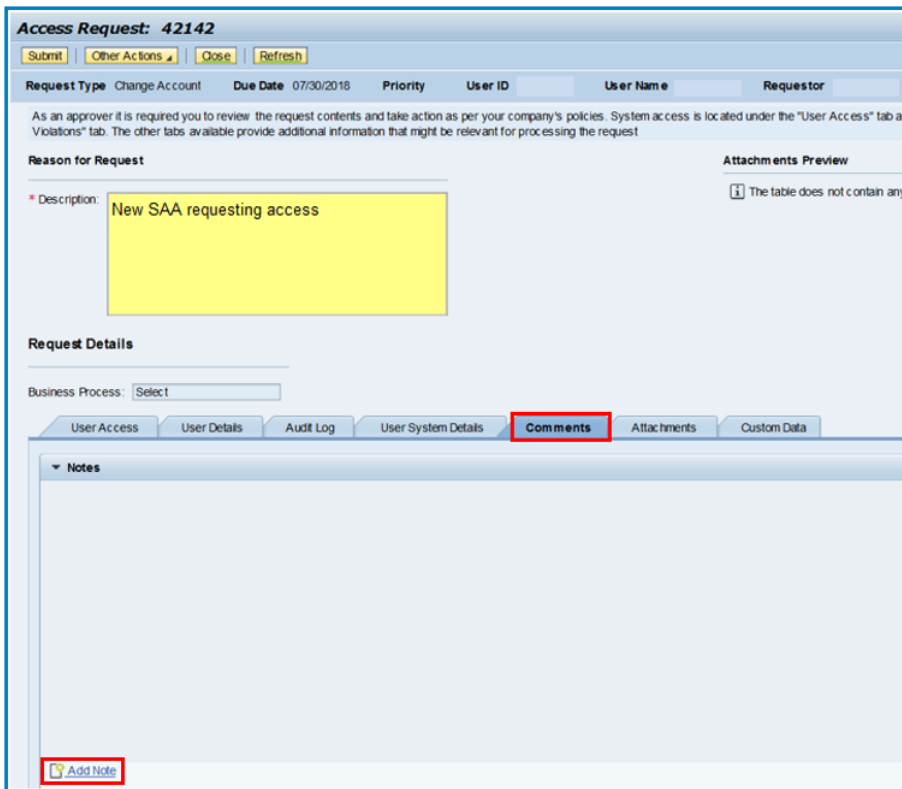 Access Request: 42142
Submit Other Actions Close Refresh
Request Type Change Account Due Date 07/30/2018 Priority User ID User Name Requestor
As an approver it is required you to review the request contents and take action as per your company's policies. System access is located under the "User Access" tab a
Violations" tab. The other tabs available provide additional information that might be relevant for processing the request
Reason for Request
Attachments Preview
* Description: New SAA requesting access
The table does not contain any
Request Details
Business Process: Select
User Access User Details Audit Log User System Details Comments Attachments Custom Data
Notes
Add Note